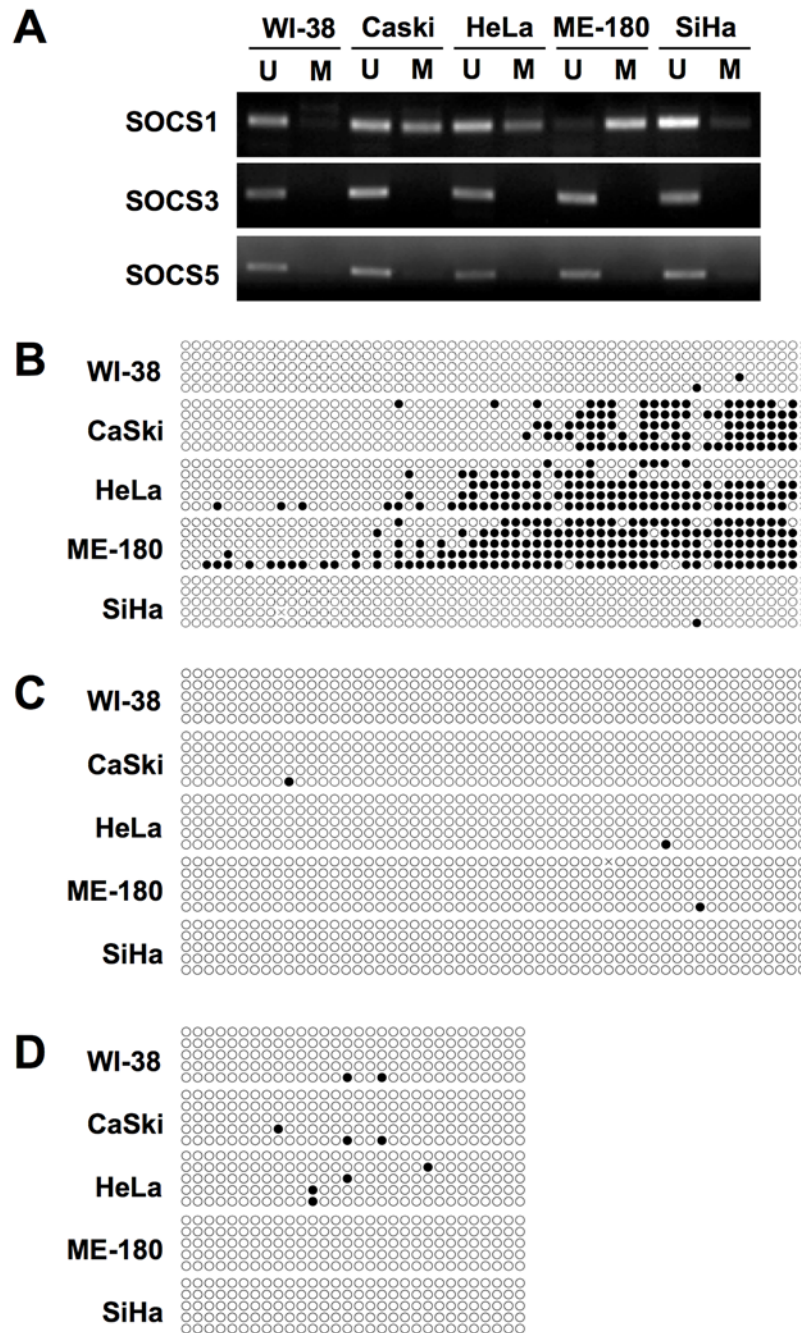 A
WI-38 Caski HeLa ME-180 SiHa
U M U M U M U M U M
SOCS1
SOCS3
SOCS5
B
WI-38
CaSki
HeLa
ME-180
SiHa
C
WI-38
CaSki
HeLa
ME-180
SiHa
D
WI-38
CaSki
HeLa
ME-180
SiHa